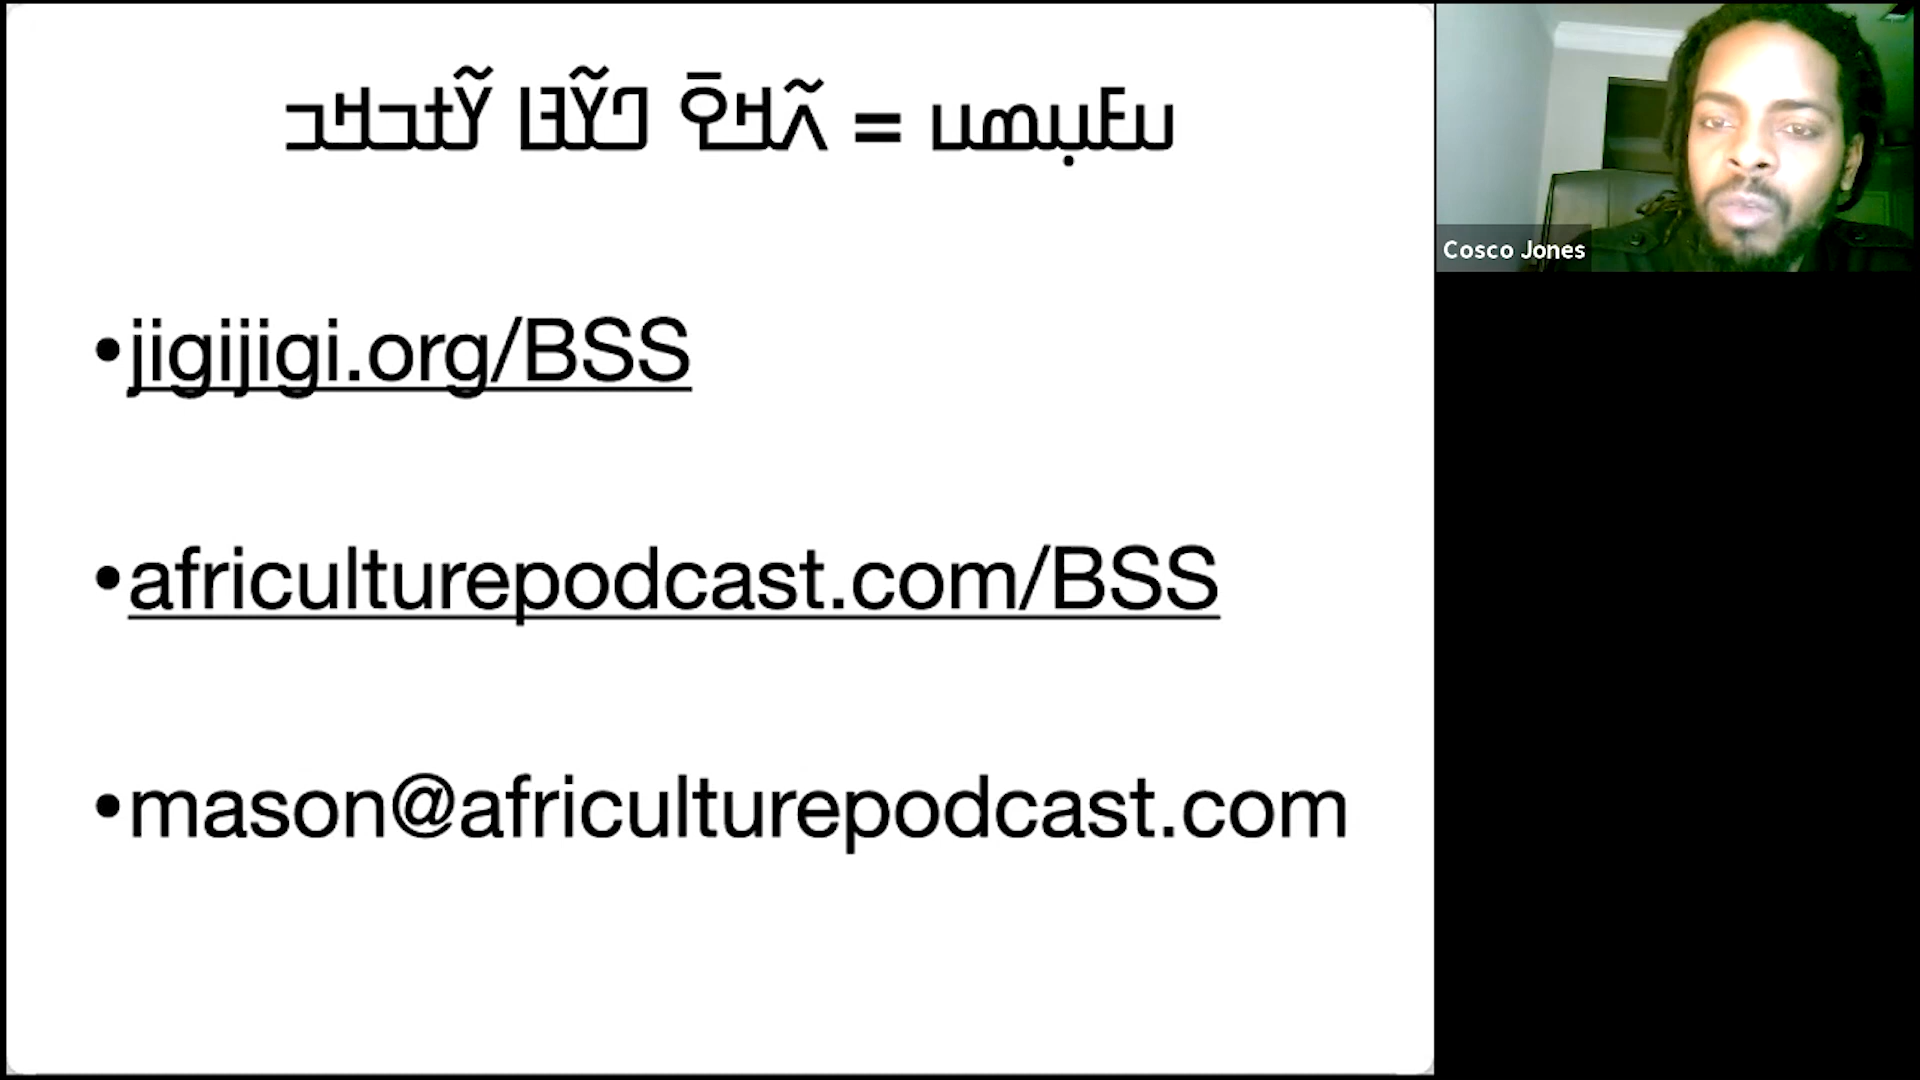 •jigijigi.org/BSS
•africulturepodcast.com/BSS
•mason@africulturepodcast.com
Cosco Jones